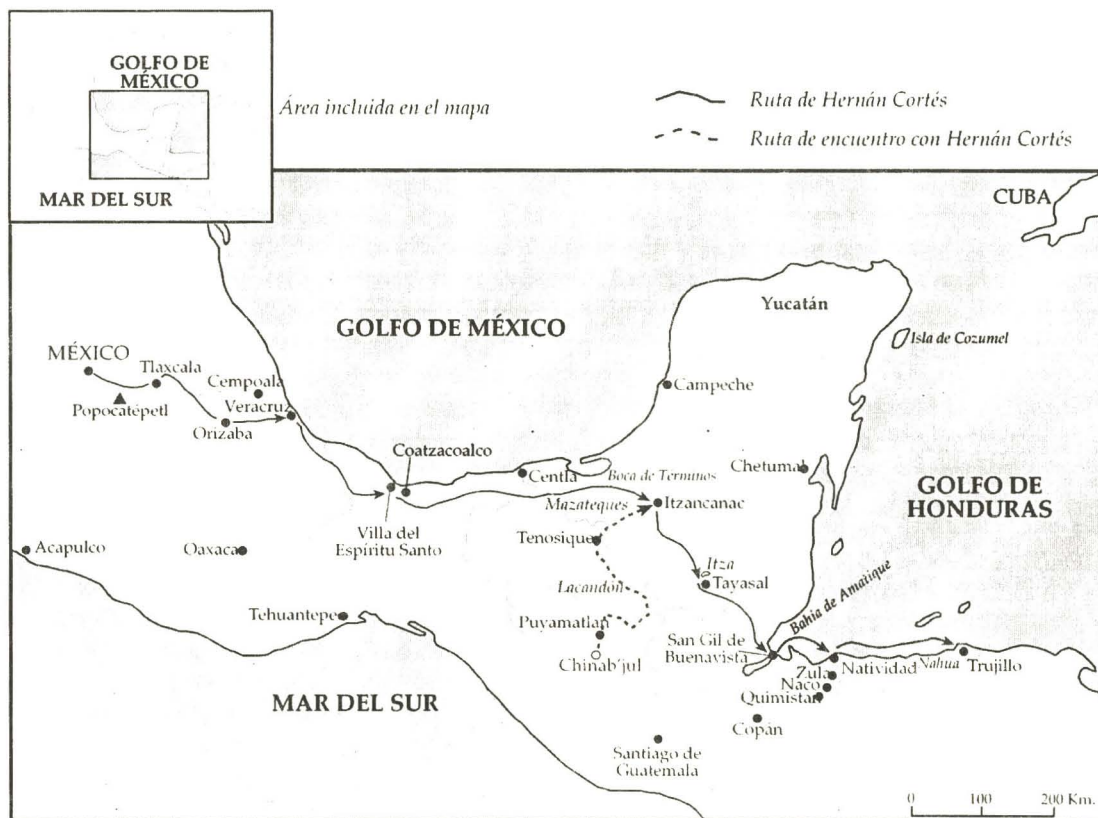 GOLFO DE
MÉXICO
MAR DEL SUR
Área incluida en el mapa
Ruta de Hernán Cortés
Ruta de encuentro con Hernán Cortés
CUBA
Yucatán
GOLFO DE MÉXICO
Isla de Cozumel
MÉXICO
Tlaxcala
Cempoala
Campeche
Popocatépetl
Veracruz
Orizaba
Coatzacoalco
Chetumal
Centla
Boca de Términos
GOLFO DE
HONDURAS
Mazateques
Itzancanac
Villa del
Espíritu Santo
Tenosique
Acapulco
Oaxaca
Itza
Tayasal
Lacandón
Bahía de Amatique
Tehuantepec
Puyamatlan
San Gil de
Buenavista
Chinab'jul
Zula
Natividad
Nahua
Trujillo
Naco
Quimistan
MAR DEL SUR
Copán
Santiago de
Guatemala
0 100 200 Km.